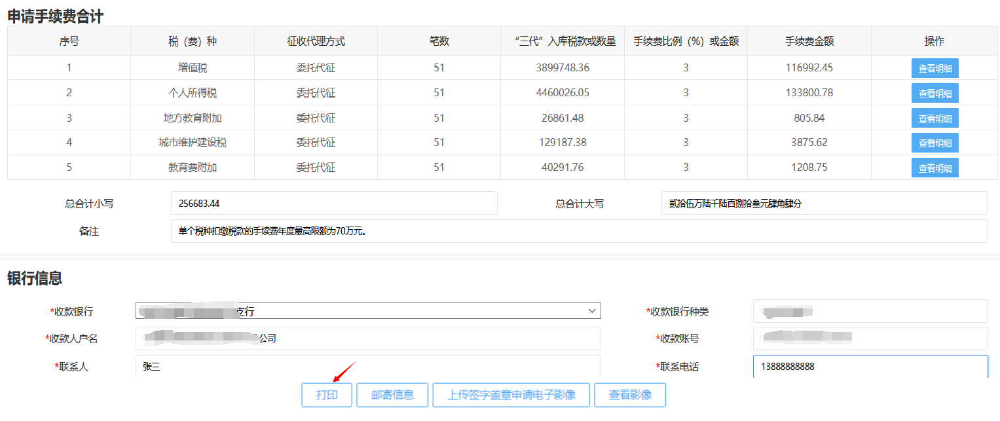 申请手续费合计
序号 税（费）种 征收代理方式 笔数 “三代”入库税款或数量 手续费比例（%）或金额 手续费金额 操作
1 增值税 委托代征 51 3899748.36 3 116992.45 查看明细
2 个人所得税 委托代征 51 4460026.05 3 133800.78 查看明细
3 地方教育附加 委托代征 51 26861.48 3 805.84 查看明细
4 城市维护建设税 委托代征 51 129187.38 3 3875.62 查看明细
5 教育费附加 委托代征 51 40291.76 3 1208.75 查看明细
总合计小写 256683.44 总合计大写 贰拾伍万陆千陆百捌拾叁元肆角肆分
备注 单个税种扣缴税款的手续费年度最高限额为70万元。
银行信息
*收款银行 支行 *收款银行种类
*收款人户名 公司 *收款账号
*联系人 张三 *联系电话 13888888888
打印 邮寄信息 上传签字盖章申请电子影像 查看影像